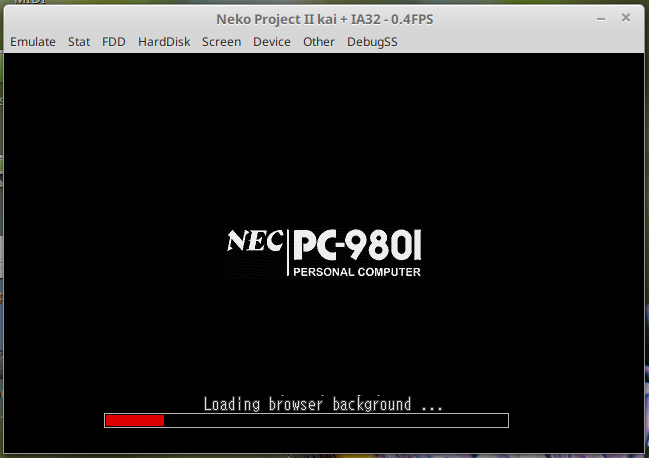 MIDI
Neko Project II kai + IA32 - 0.4FPS
Emulate Stat FDD HardDisk Screen Device Other DebugSS
NEC
PC-9801
PERSONAL COMPUTER
Loading browser background ...